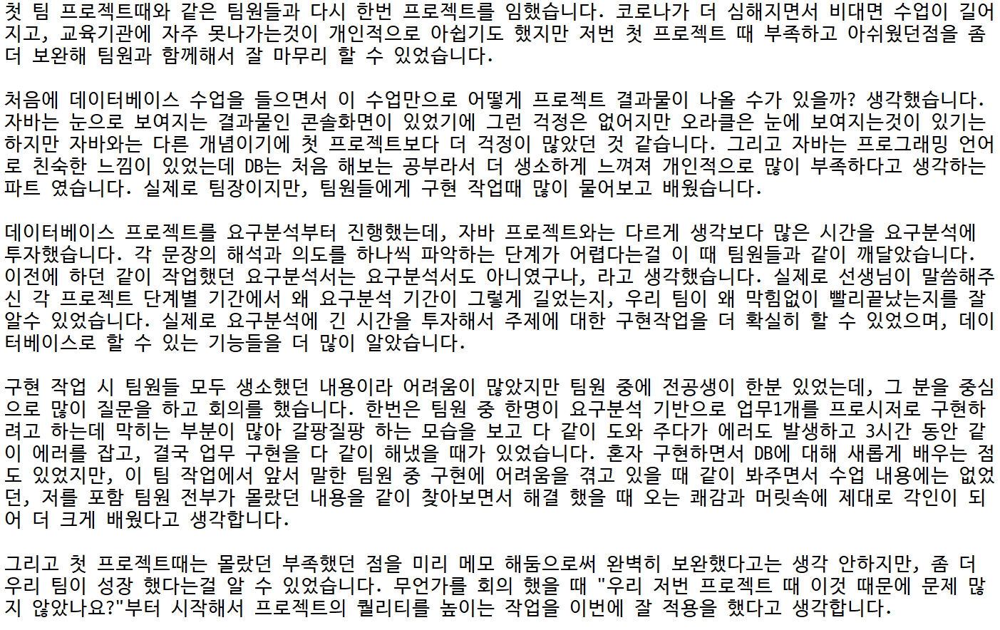 첫 팀 프로젝트때와 같은 팀원들과 다시 한번 프로젝트를 임했습니다. 코로나가 더 심해지면서 비대면 수업이 길어
지고, 교육기관에 자주 못나가는것이 개인적으로 아쉽기도 했지만 저번 첫 프로젝트 때 부족하고 아쉬웠던점을 좀
더 보완해 팀원과 함께해서 잘 마무리 할 수 있었습니다.
처음에 데이터베이스 수업을 들으면서 이 수업만으로 어떻게 프로젝트 결과물이 나올 수가 있을까? 생각했습니다.
자바는 눈으로 보여지는 결과물인 콘솔화면이 있었기에 그런 걱정은 없어지만 오라클은 눈에 보여지는것이 있기는
하지만 자바와는 다른 개념이기에 첫 프로젝트보다 더 걱정이 많았던 것 같습니다. 그리고 자바는 프로그래밍 언어
로 친숙한 느낌이 있었는데 DB는 처음 해보는 공부라서 더 생소하게 느껴져 개인적으로 많이 부족하다고 생각하는
파트 였습니다. 실제로 팀장이지만, 팀원들에게 구현 작업때 많이 물어보고 배웠습니다.
데이터베이스 프로젝트를 요구분석부터 진행했는데, 자바 프로젝트와는 다르게 생각보다 많은 시간을 요구분석에
투자했습니다. 각 문장의 해석과 의도를 하나씩 파악하는 단계가 어렵다는걸 이 때 팀원들과 같이 깨달았습니다.
이전에 하던 같이 작업했던 요구분석서는 요구분석서도 아니였구나, 라고 생각했습니다. 실제로 선생님이 말씀해주
신 각 프로젝트 단계별 기간에서 왜 요구분석 기간이 그렇게 길었는지, 우리 팀이 왜 막힘없이 빨리끝났는지를 잘
알수 있었습니다. 실제로 요구분석에 긴 시간을 투자해서 주제에 대한 구현작업을 더 확실히 할 수 있었으며, 데이
터베이스로 할 수 있는 기능들을 더 많이 알았습니다.
구현 작업 시 팀원들 모두 생소했던 내용이라 어려움이 많았지만 팀원 중에 전공생이 한분 있었는데, 그 분을 중심
으로 많이 질문을 하고 회의를 했습니다. 한번은 팀원 중 한명이 요구분석 기반으로 업무1개를 프로시저로 구현하
려고 하는데 막히는 부분이 많아 갈팡질팡 하는 모습을 보고 다 같이 도와 주다가 에러도 발생하고 3시간 동안 같
이 에러를 잡고, 결국 업무 구현을 다 같이 해냈을 때가 있었습니다. 혼자 구현하면서 DB에 대해 새롭게 배우는 점
도 있었지만, 이 팀 작업에서 앞서 말한 팀원 중 구현에 어려움을 겪고 있을 때 같이 봐주면서 수업 내용에는 없었
던, 저를 포함 팀원 전부가 몰랐던 내용을 같이 찾아보면서 해결 했을 때 오는 쾌감과 머릿속에 제대로 각인이 되
어 더 크게 배웠다고 생각합니다.
그리고 첫 프로젝트때는 몰랐던 부족했던 점을 미리 메모 해둠으로써 완벽히 보완했다고는 생각 안하지만, 좀 더
우리 팀이 성장 했다는걸 알 수 있었습니다. 무언가를 회의 했을 때 "우리 저번 프로젝트 때 이것 때문에 문제 많
지 않았나요?"부터 시작해서 프로젝트의 퀄리티를 높이는 작업을 이번에 잘 적용을 했다고 생각합니다.